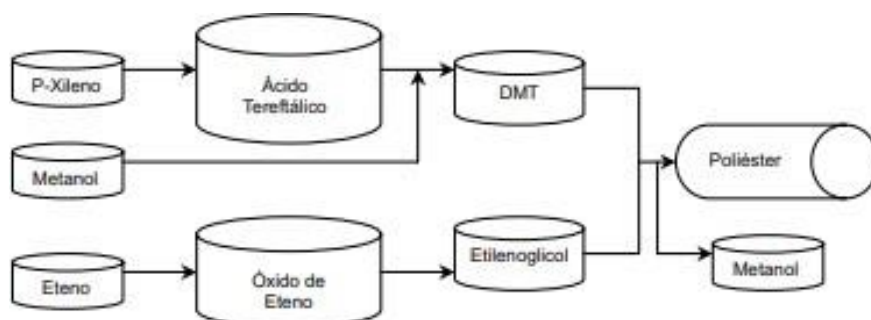 P-Xileno
Ácido
Tereftálico
DMT
Metanol
Poliéster
Eteno
Óxido de
Eteno
Etilenoglicol
Metanol